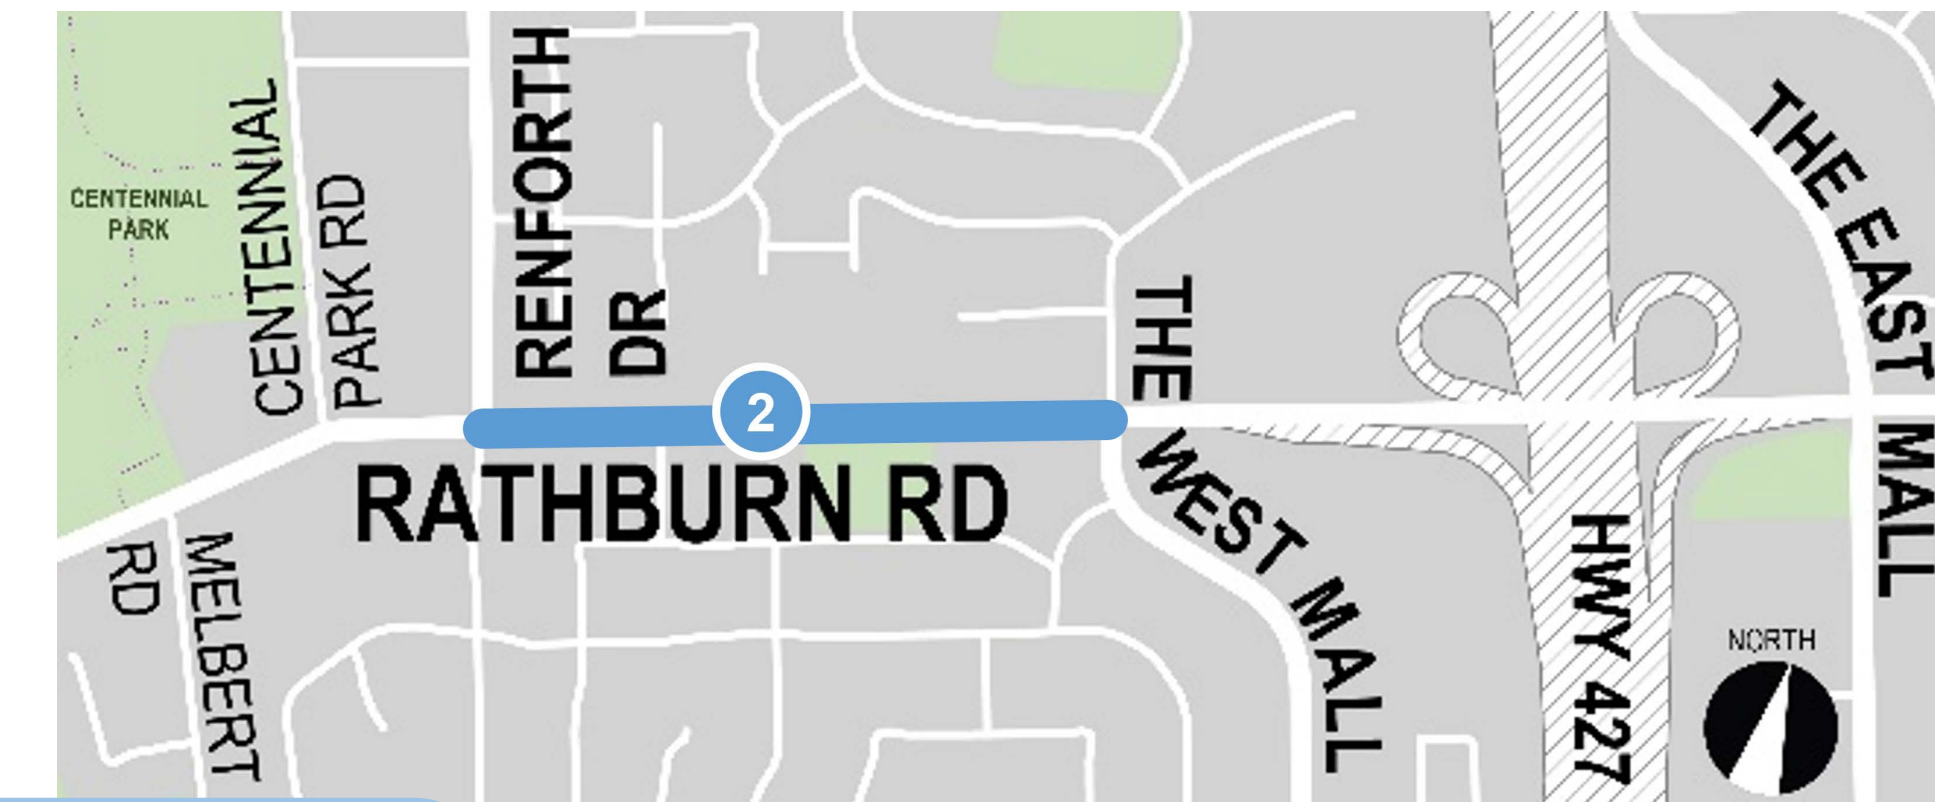 CENTENNIAL
PARK
CENTENNIAL
PARK RD
RENFORTH
DR
2
RATHBURN RD
MELBERT
RD
THE
WEST MALL
HWY 427
THE EAST
MALL
NORTH